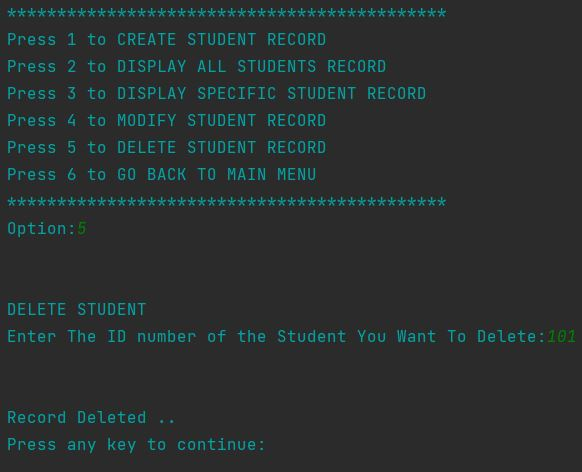 ********************************************
Press 1 to CREATE STUDENT RECORD
Press 2 to DISPLAY ALL STUDENTS RECORD
Press 3 to DISPLAY SPECIFIC STUDENT RECORD
Press 4 to MODIFY STUDENT RECORD
Press 5 to DELETE STUDENT RECORD
Press 6 to GO BACK TO MAIN MENU
********************************************
Option:5
DELETE STUDENT
Enter The ID number of the Student You Want To Delete:101
Record Deleted ..
Press any key to continue: